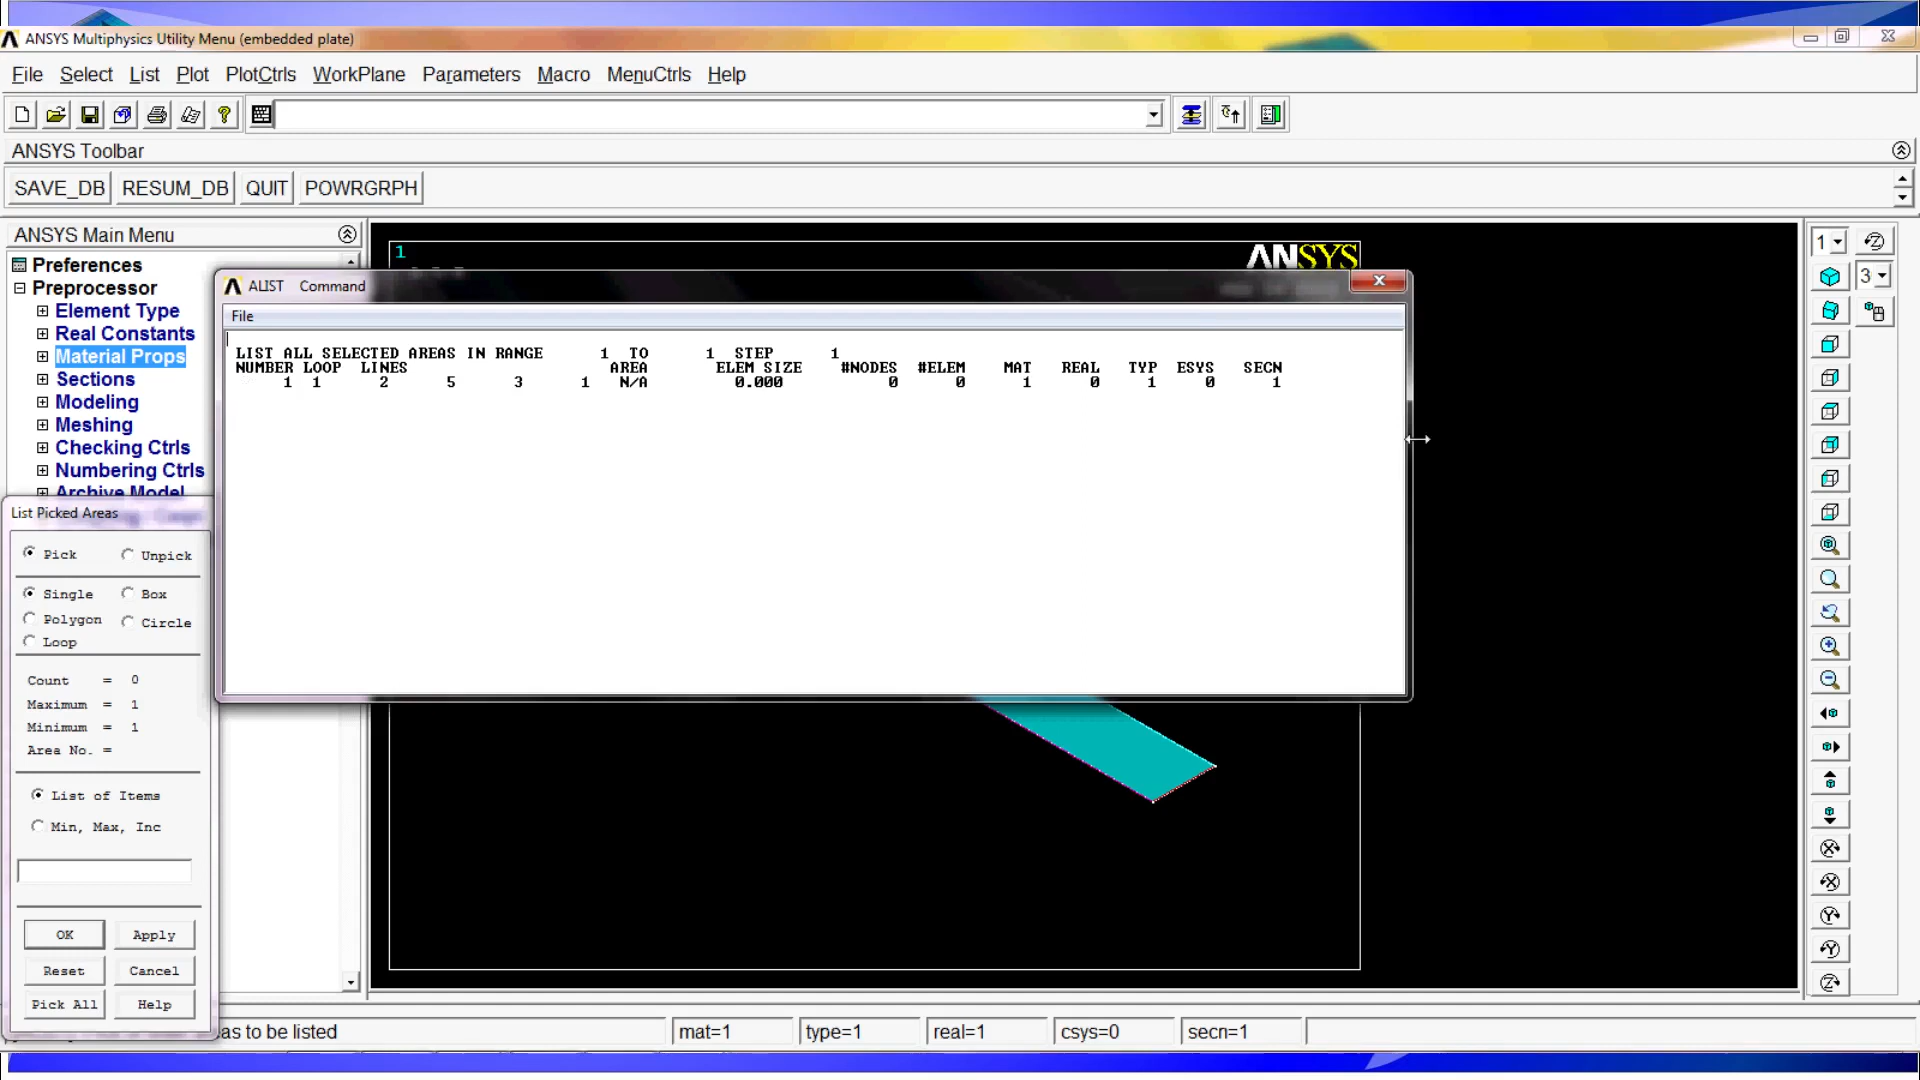 ANSYS Multiphysics Utility Menu (embedded plate)
File Select List Plot PlotCtrls WorkPlane Parameters Macro MenuCtrls Help
ANSYS Toolbar
SAVE_DB RESUM_DB QUIT POWRGRPH
ANSYS Main Menu
Preferences
Preprocessor
Element Type
Real Constants
Material Props
Sections
Modeling
Meshing
Checking Ctrls
Numbering Ctrls
Archive Model
1
ANSYS
1
3
ALIST Command
File
LIST ALL SELECTED AREAS IN RANGE 1 TO 1 STEP 1
NUMBER LOOP LINES AREA ELEM SIZE #NODES #ELEM MAT REAL TYP ESYS SECN
1 1 2 5 3 1 N/A 0.000 0 0 1 0 1 0 1
List Picked Areas
Pick Unpick
Single Box
Polygon Circle
Loop
Count = 0
Maximum = 1
Minimum = 1
Area No. =
List of Items
Min, Max, Inc
OK Apply
Reset Cancel
Pick All Help
as to be listed
mat=1 type=1 real=1 csys=0 secn=1